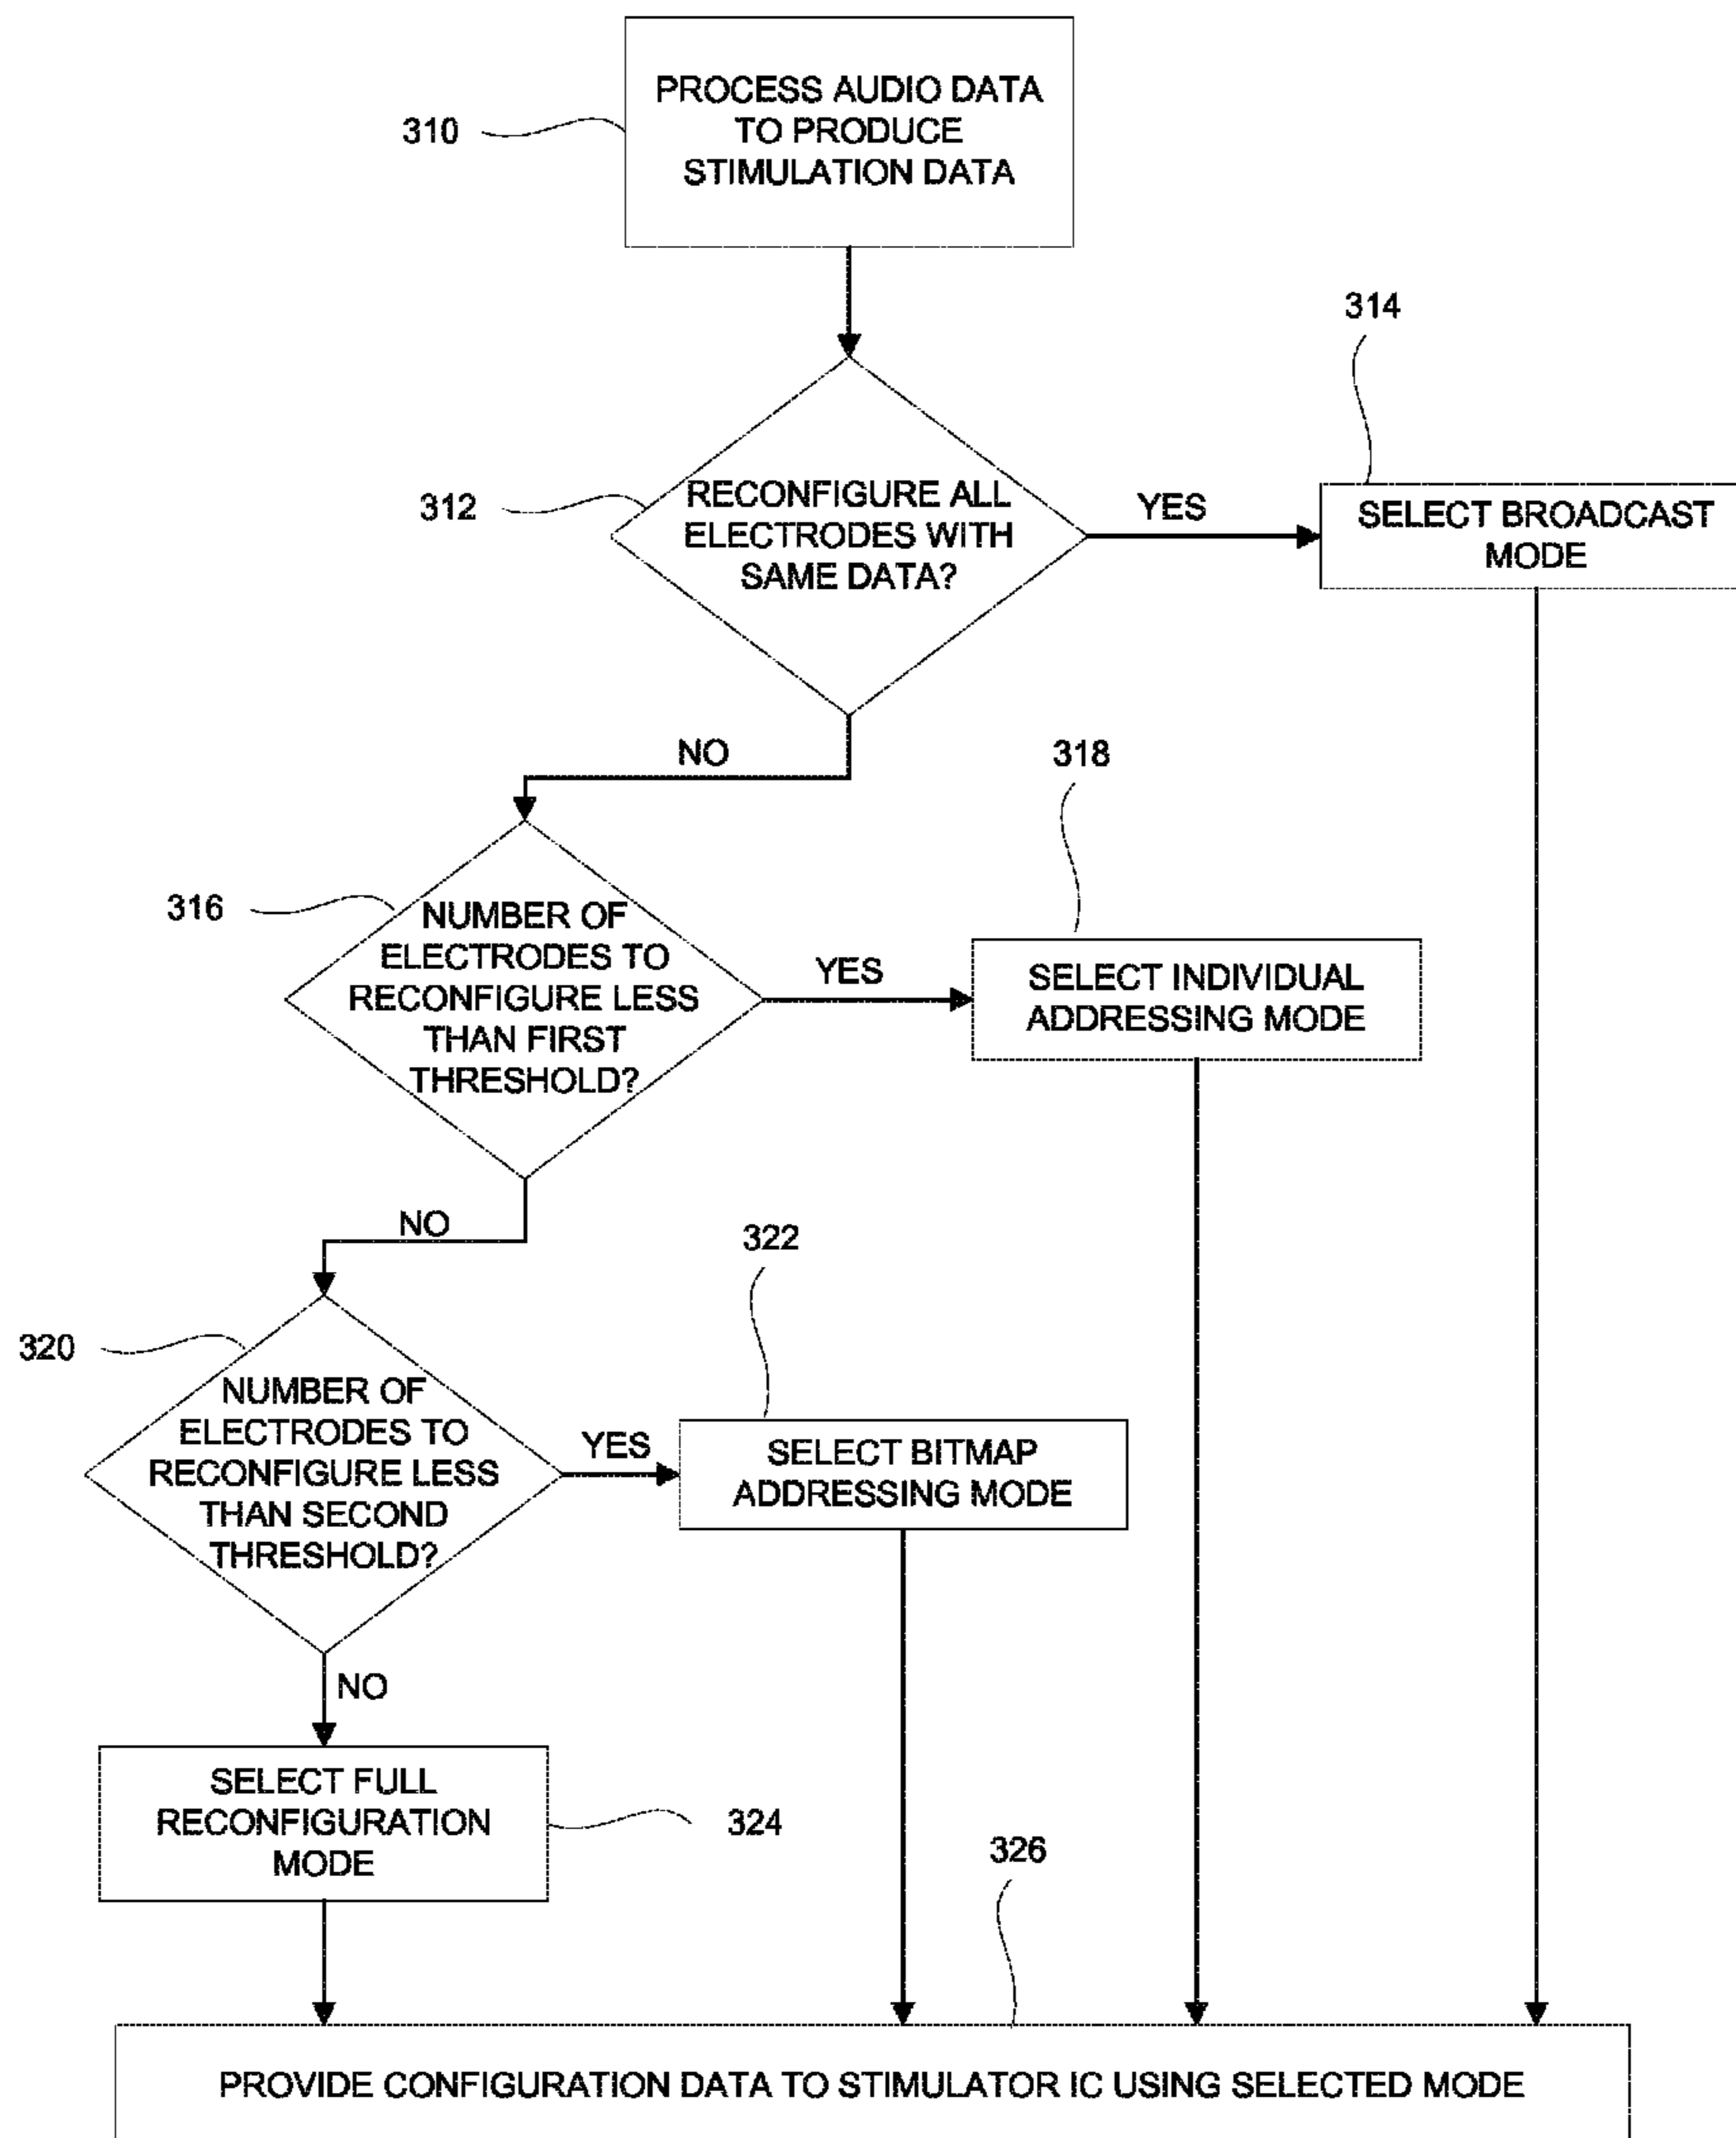 PROCESS AUDIO DATA
TO PRODUCE
STIMULATION DATA
310
314
RECONFIGURE ALL
ELECTRODES WITH
SAME DATA?
312
YES
SELECT BROADCAST
MODE
NO
318
316
NUMBER OF
ELECTRODES TO
RECONFIGURE LESS
THAN FIRST
THRESHOLD?
YES
SELECT INDIVIDUAL
ADDRESSING MODE
NO
322
320
NUMBER OF
ELECTRODES TO
RECONFIGURE LESS
THAN SECOND
THRESHOLD?
YES
SELECT BITMAP
ADDRESSING MODE
NO
SELECT FULL
RECONFIGURATION
MODE
324
326
PROVIDE CONFIGURATION DATA TO STIMULATOR IC USING SELECTED MODE